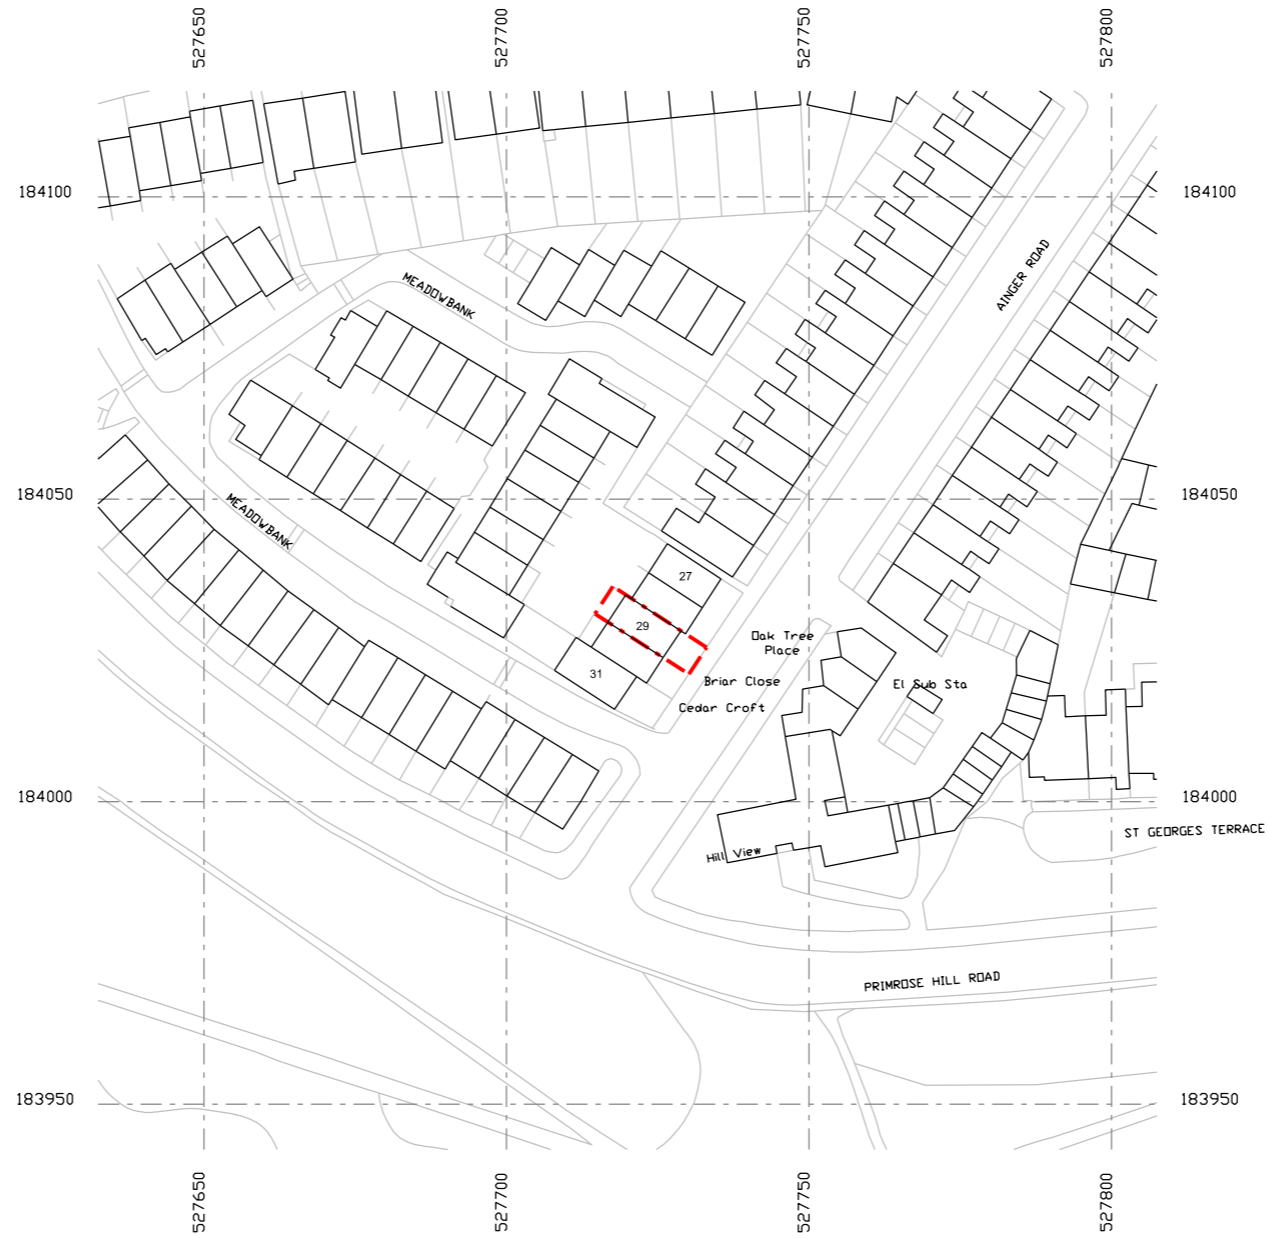 527650
527700
527750
527800
184100
184100
MEADOWBANK
AINGER ROAD
184050
184050
MEADOWBANK
27
29
31
Oak Tree
Place
Briar Close
Cedar Croft
El Sub Sta
184000
184000
ST GEORGES TERRACE
Hill View
PRIMROSE HILL ROAD
183950
183950
527650
527700
527750
527800